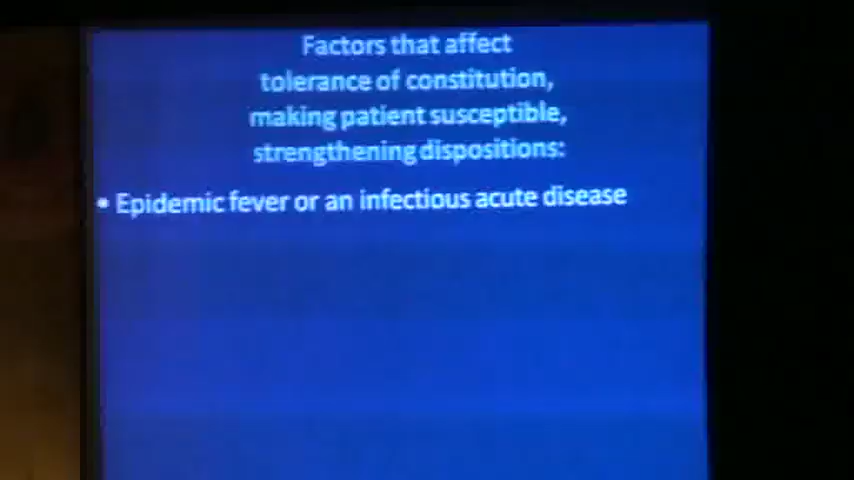 Factors that affect
tolerance of constitution,
making patient susceptible,
strengthening dispositions:
• Epidemic fever or an infectious acute disease